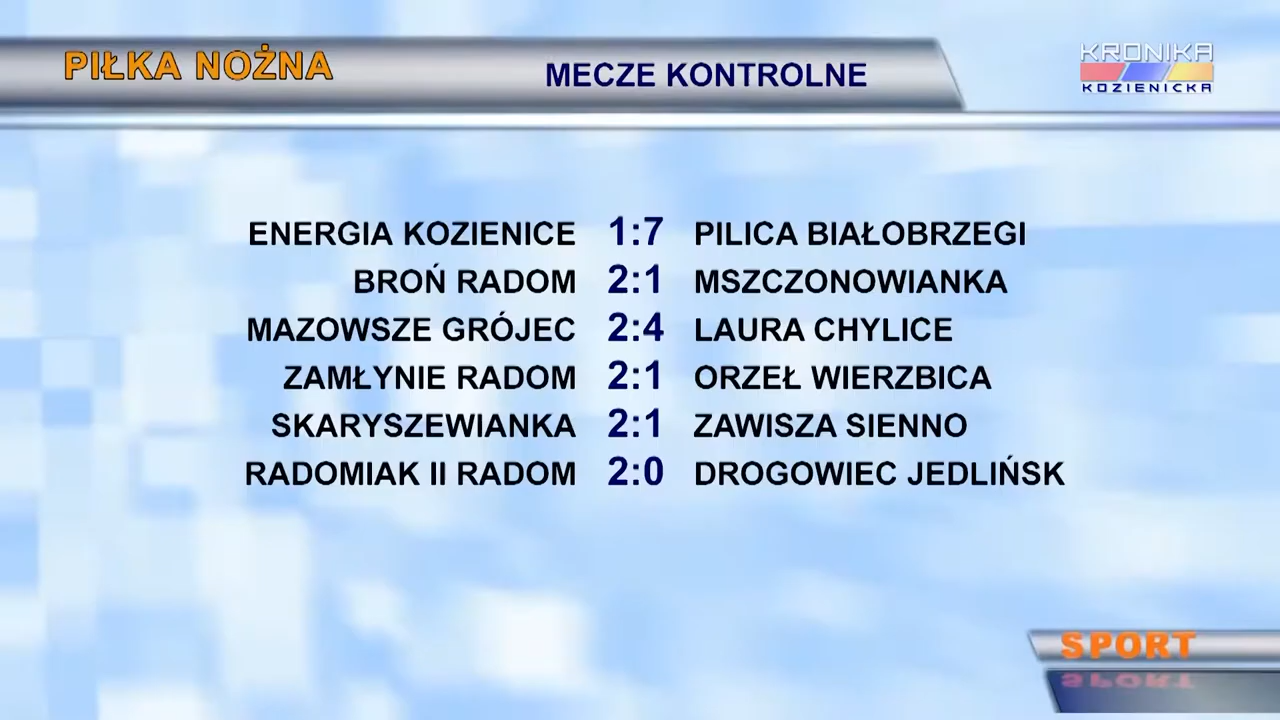 PIŁKA NOŻNA
MECZE KONTROLNE
KRONIKA
KOZIENICKA
ENERGIA KOZIENICE 1:7 PILICA BIAŁOBRZEGI
BROŃ RADOM 2:1 MSZCZONOWIANKA
MAZOWSZE GRÓJEC 2:4 LAURA CHYLICE
ZAMŁYNIE RADOM 2:1 ORZEŁ WIERZBICA
SKARYSZEWIANKA 2:1 ZAWISZA SIENNO
RADOMIAK II RADOM 2:0 DROGOWIEC JEDLIŃSK
SPORT